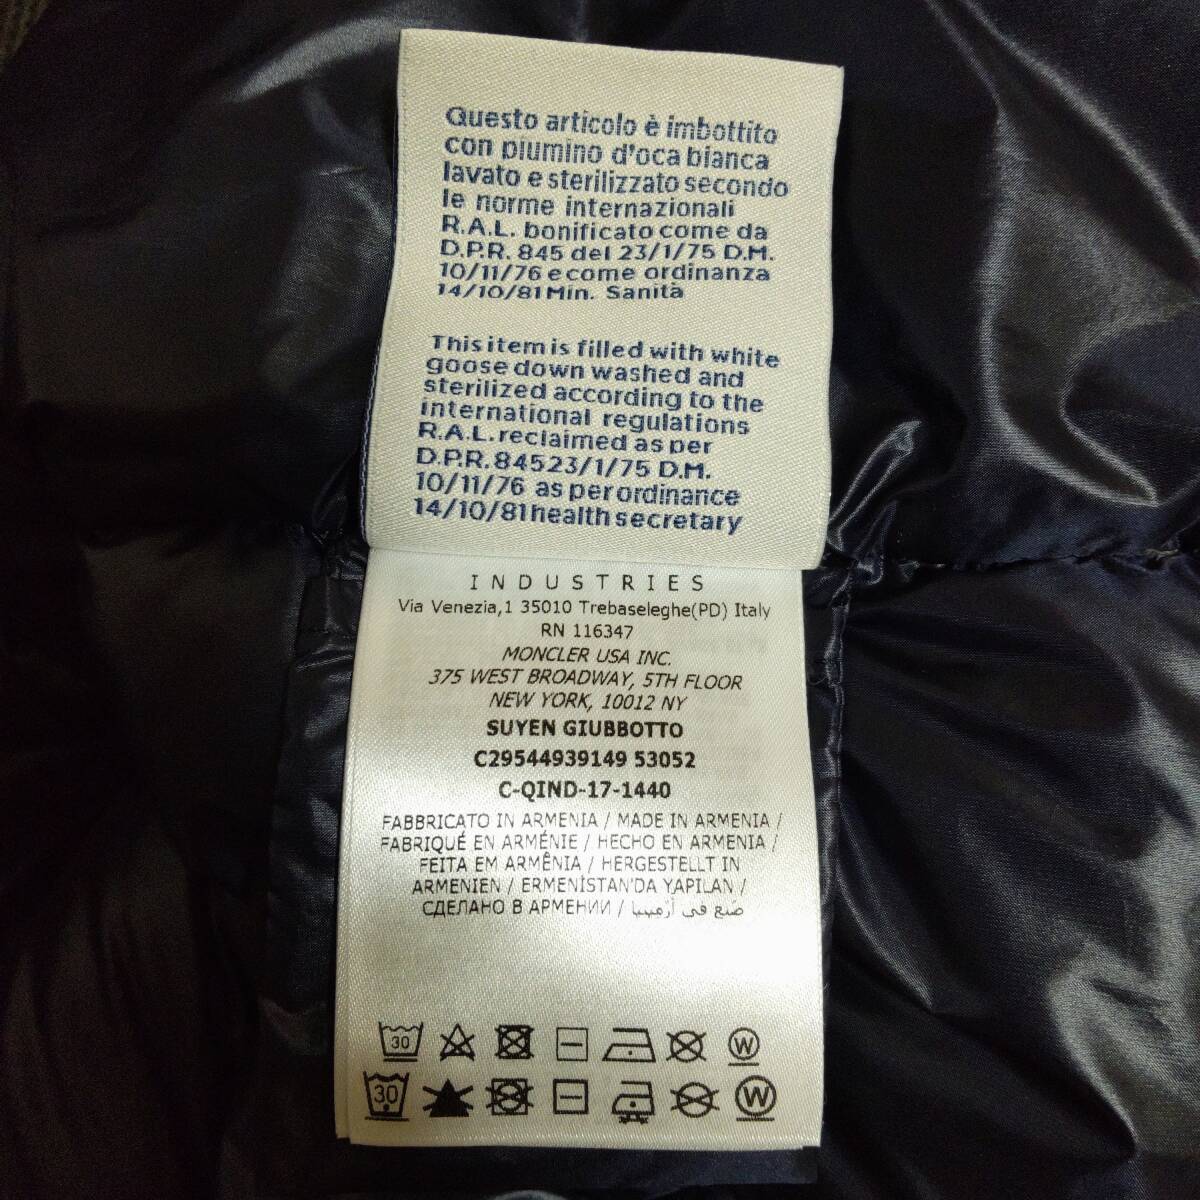 Questo articolo è imbottito
con piumino d'oca bianca
lavato e sterilizzato secondo
le norme internazionali
R.A.L. bonificato come da
D.P.R. 845 del 23/1/75 D.M.
10/11/76 e come ordinanza
14/10/81 Min. Sanità
This item is filled with white
goose down washed and
sterilized according to the
international regulations
R.A.L. reclaimed as per
D.P.R. 84523/1/75 D.M.
10/11/76 as per ordinance
14/10/81 health secretary
INDUSTRIES
Via Venezia,1 35010 Trebaseleghe(PD) Italy
RN 116347
MONCLER USA INC.
375 WEST BROADWAY, 5TH FLOOR
NEW YORK, 10012 NY
SUYEN GIUBBOTTO
C29544939149 53052
C-QIND-17-1440
FABBRICATO IN ARMENIA / MADE IN ARMENIA /
FABRIQUÉ EN ARMÉNIE / HECHO EN ARMENIA /
FEITA EM ARMÊNIA / HERGESTELLT IN
ARMENIEN / ERMENİSTAN'DA YAPILAN /
СДЕЛАНО В АРМЕНИИ / صنع في أرمينيا
30 W
30 W